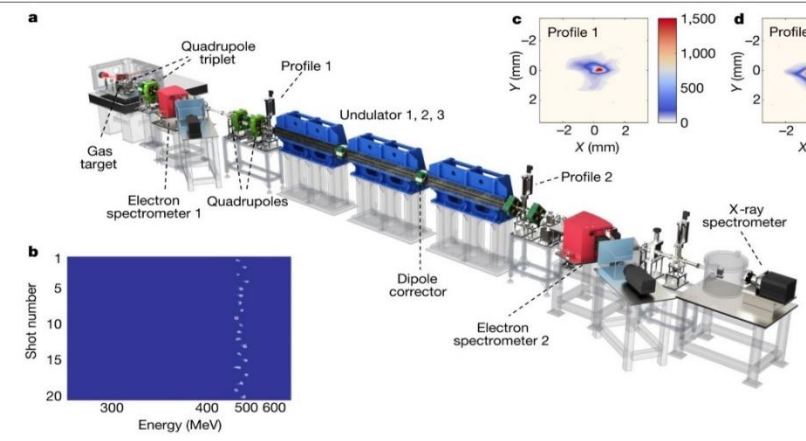 a
Quadrupole
triplet
Profile 1
Undulator 1, 2, 3
Gas
target
Electron
spectrometer 1
Quadrupoles
Profile 2
X-ray
spectrometer
Dipole
corrector
Electron
spectrometer 2
b
Shot number
1
5
10
15
20
300 400 500 600
Energy (MeV)
c
Profile 1
Y (mm)
−2
0
2
−2 0 2
X (mm)
1,500
1,000
500
0
d
Profile
Y (mm)
−2
0
2
−2
X